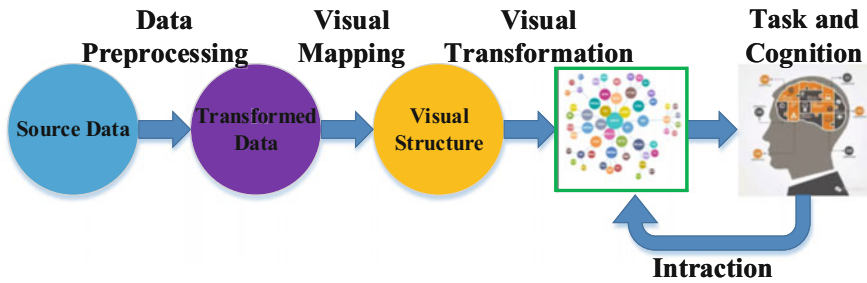 Data
Preprocessing
Visual
Mapping
Visual
Transformation
Task and
Cognition
Source Data
Transformed
Data
Visual
Structure
Intraction